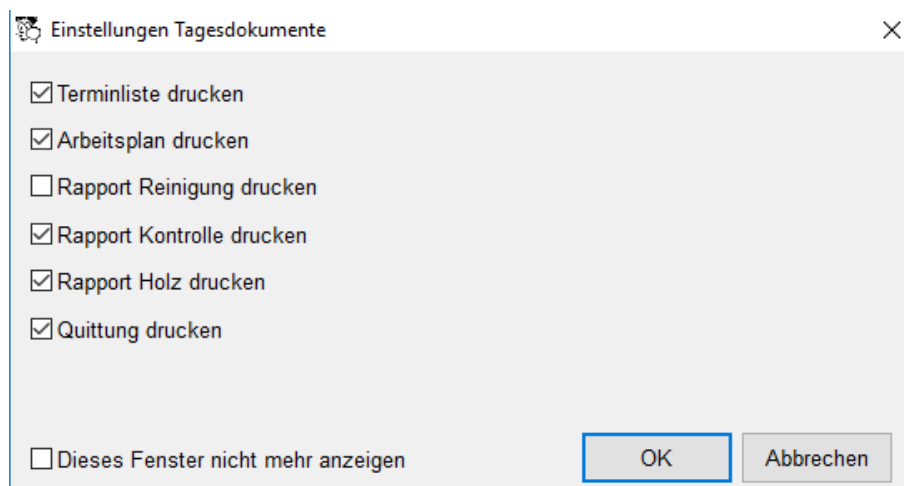 Einstellungen Tagesdokumente
Terminliste drucken
Arbeitsplan drucken
Rapport Reinigung drucken
Rapport Kontrolle drucken
Rapport Holz drucken
Quittung drucken
Dieses Fenster nicht mehr anzeigen
OK
Abbrechen